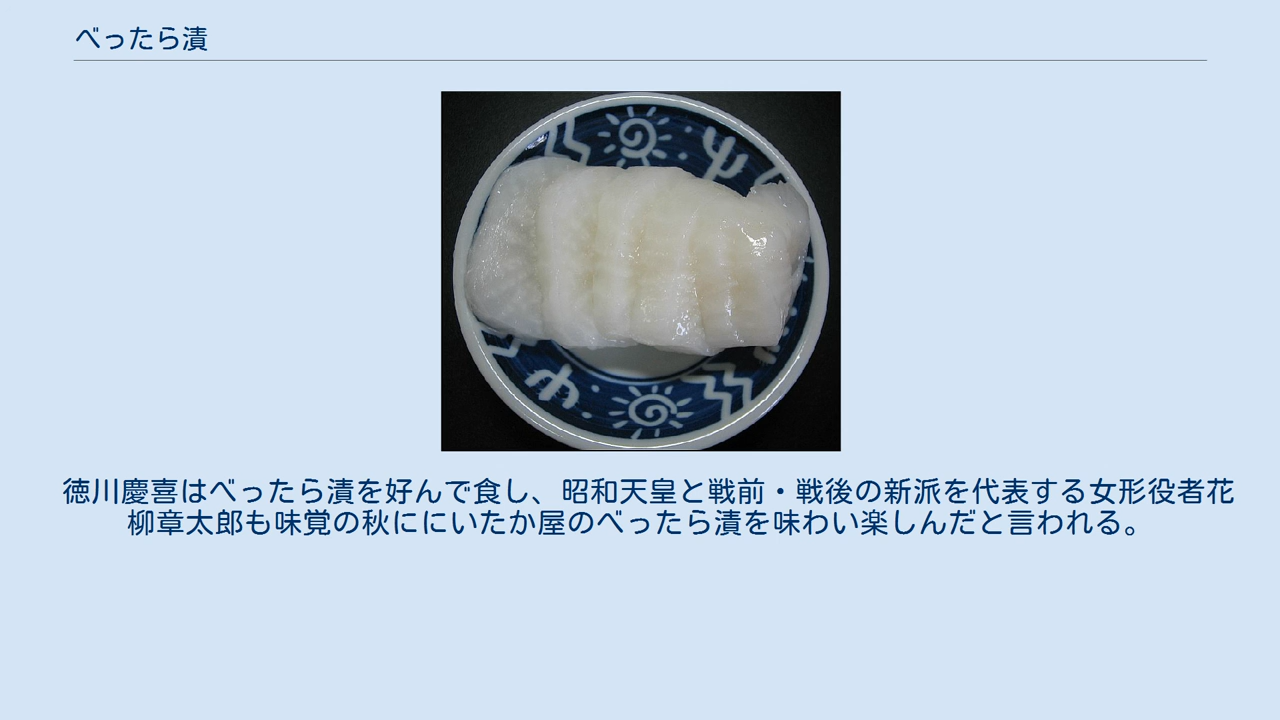 べったら漬
徳川慶喜はべったら漬を好んで食し、昭和天皇と戦前・戦後の新派を代表する女形役者花
柳章太郎も味覚の秋ににいたか屋のべったら漬を味わい楽しんだと言われる。